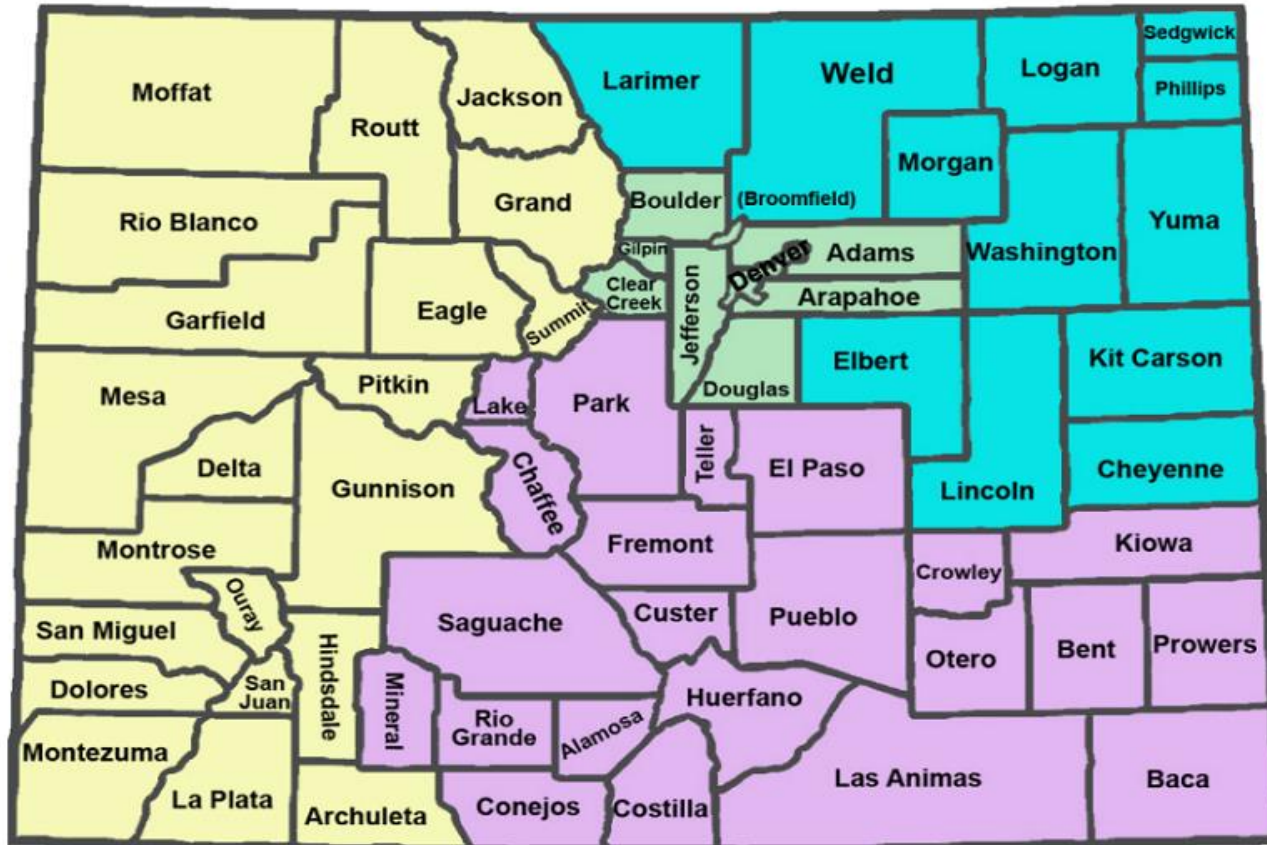 Sedgwick
Moffat
Larimer
Weld
Logan
Phillips
Jackson
Routt
Morgan
Grand
Boulder
(Broomfield)
Rio Blanco
Yuma
Gilpin
Washington
Denver
Adams
Clear
Creek
Arapahoe
Garfield
Eagle
Summit
Jefferson
Elbert
Kit Carson
Mesa
Pitkin
Lake
Park
Douglas
Delta
Teller
El Paso
Cheyenne
Gunnison
Chaffee
Lincoln
Montrose
Fremont
Kiowa
Crowley
Ouray
San Miguel
Saguache
Custer
Pueblo
Hindsdale
Otero
Bent
Prowers
Dolores
San
Juan
Mineral
Huerfano
Rio
Grande
Alamosa
Montezuma
La Plata
Archuleta
Conejos
Costilla
Las Animas
Baca